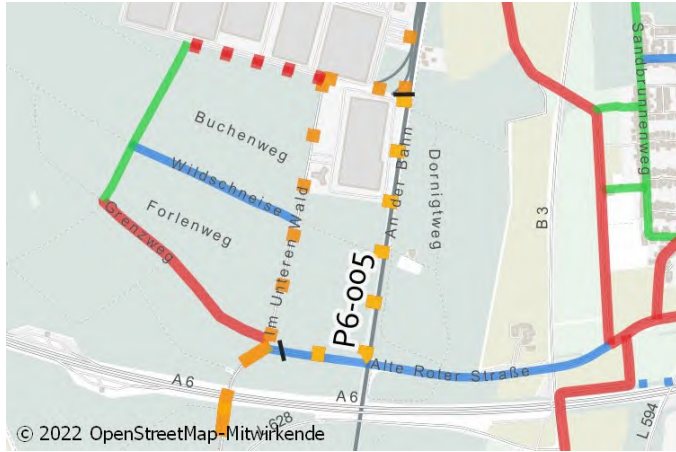 Buchenweg
Wildschneise
Forlenweg
Grenzweg
Im Unteren Wald
P6-005
An der Bahn
Dornigtweg
B 3
Sandbrunnenweg
Alte Roter Straße
A 6
A 6
L 628
L 594
© 2022 OpenStreetMap-Mitwirkende